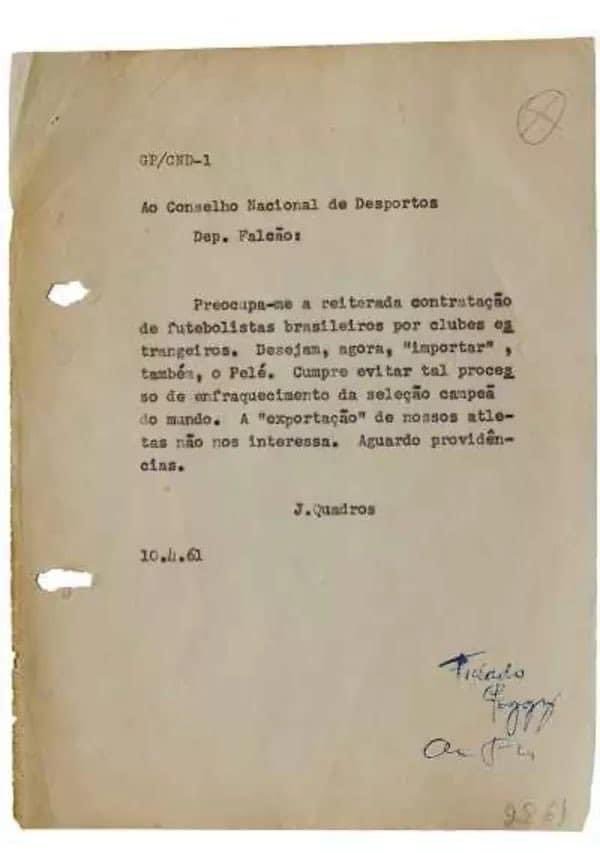 GP/CND-1
Ao Conselho Nacional de Desportos
Dep. Falcão:
Preocupa-me a reiterada contratação
de futebolistas brasileiros por clubes es
trangeiros. Desejam, agora, "importar" ,
também, o Pelé. Cumpre evitar tal proces
so de enfraquecimento da seleção campeã
do mundo. A "exportação" de nossos atle-
tas não nos interessa. Aguardo providên-
cias.
J.Quadros
10.4.61